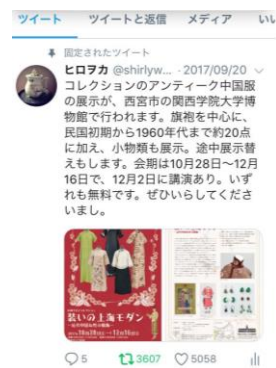 ツイート ツイートと返信 メディア いい
固定されたツイート
ヒロヲカ @shirlyw... ・2017/09/20
コレクションのアンティーク中国服
の展示が、西宮市の関西学院大学博
物館で行われます。旗袍を中心に、
民国初期から1960年代まで約20点
に加え、小物類も展示。途中展示替
えもします。会期は10月28日〜12月
16日で、12月2日に講演あり。いず
れも無料です。ぜひいらしてくださ
いまし。
装いの上海モダン
5 3607 5058